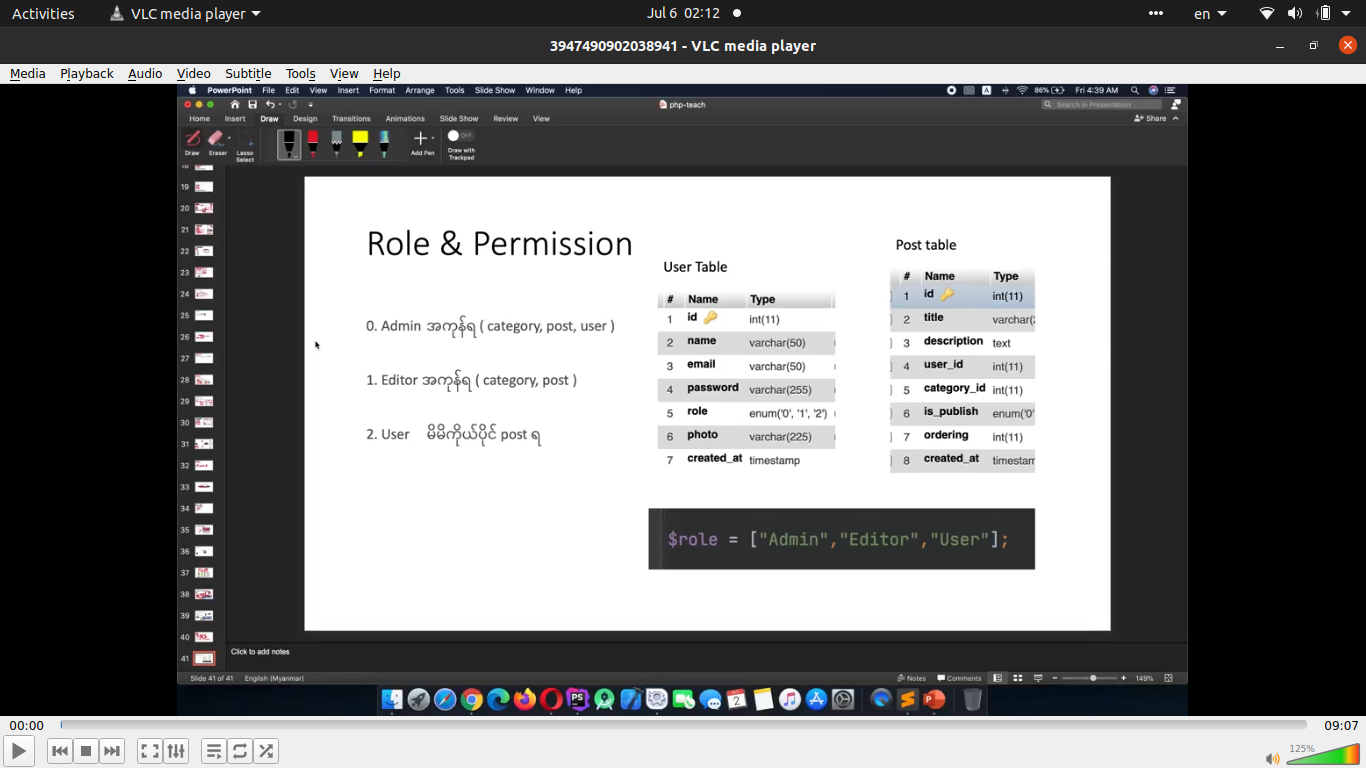 Activities VLC media player Jul 6 02:12 en
3947490902038941 - VLC media player
Media Playback Audio Video Subtitle Tools View Help
PowerPoint File Edit View Insert Format Arrange Tools Slide Show Window Help A 86% Fri 4:39 AM
php-teach Search in Presentation
Home Insert Draw Design Transitions Animations Slide Show Review View Share
OFF
Draw Eraser Lasso Select Add Pen Draw with Trackpad
18
19
20
21
22
23
24
25
26
27
28
29
30
31
32
33
34
35
36
37
38
39
40
41
Role & Permission
0. Admin အကုန်ရ ( category, post, user )
1. Editor အကုန်ရ ( category, post )
2. User မိမိကိုယ်ပိုင် post ရ
User Table
# Name Type
1 id int(11)
2 name varchar(50)
3 email varchar(50)
4 password varchar(255)
5 role enum('0', '1', '2')
6 photo varchar(225)
7 created_at timestamp
Post table
# Name Type
1 id int(11)
2 title varchar(
3 description text
4 user_id int(11)
5 category_id int(11)
6 is_publish enum('0'
7 ordering int(11)
8 created_at timestam
$role = ["Admin","Editor","User"];
Click to add notes
Slide 41 of 41 English (Myanmar) Notes Comments 149%
PS 2 P
00:00 09:07
125%